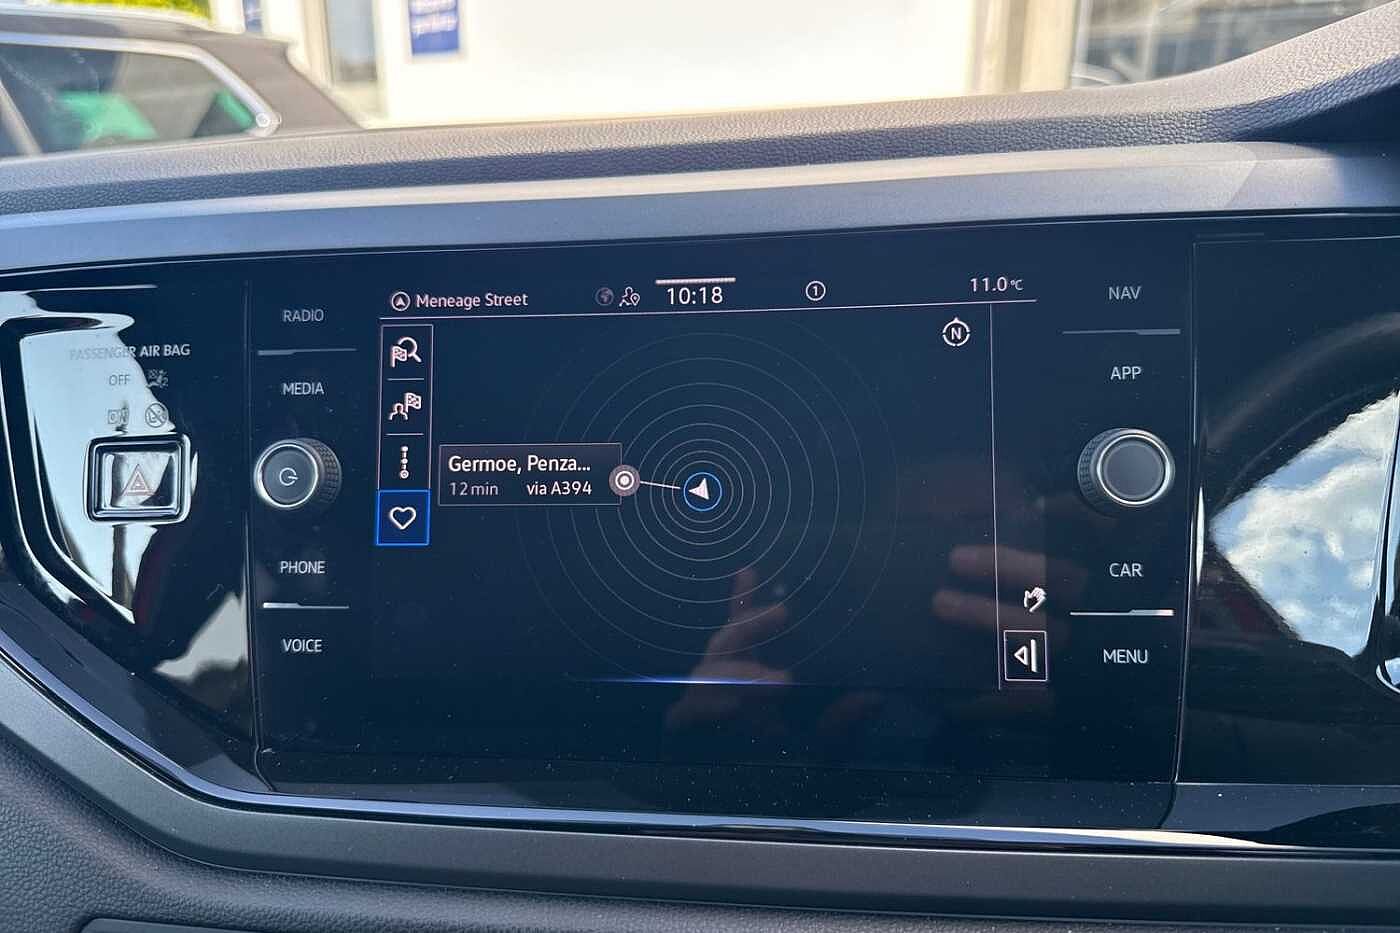 Meneage Street
10:18
1
11.0°C
N
Germoe, Penza...
12 min via A394
PASSENGER AIR BAG
OFF
RADIO
MEDIA
PHONE
VOICE
NAV
APP
CAR
MENU